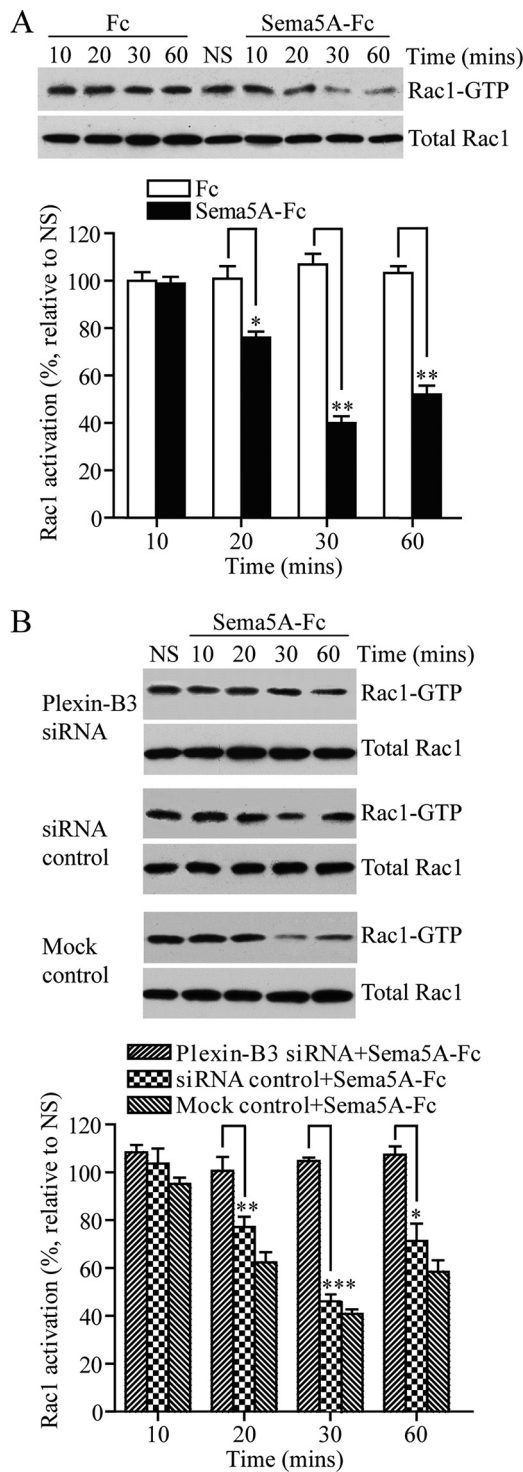 A
Fc Sema5A-Fc
10 20 30 60 NS 10 20 30 60 Time (mins)
Rac1-GTP
Total Rac1
Fc
Sema5A-Fc
Rac1 activation (%, relative to NS)
120
100
80
60
40
20
0
*
**
**
10 20 30 60
Time (mins)
B
Sema5A-Fc
NS 10 20 30 60 Time (mins)
Plexin-B3
siRNA
Rac1-GTP
Total Rac1
siRNA
control
Rac1-GTP
Total Rac1
Mock
control
Rac1-GTP
Total Rac1
Plexin-B3 siRNA+Sema5A-Fc
siRNA control+Sema5A-Fc
Mock control+Sema5A-Fc
Rac1 activation (%, relative to NS)
120
100
80
60
40
20
0
**
***
*
10 20 30 60
Time (mins)